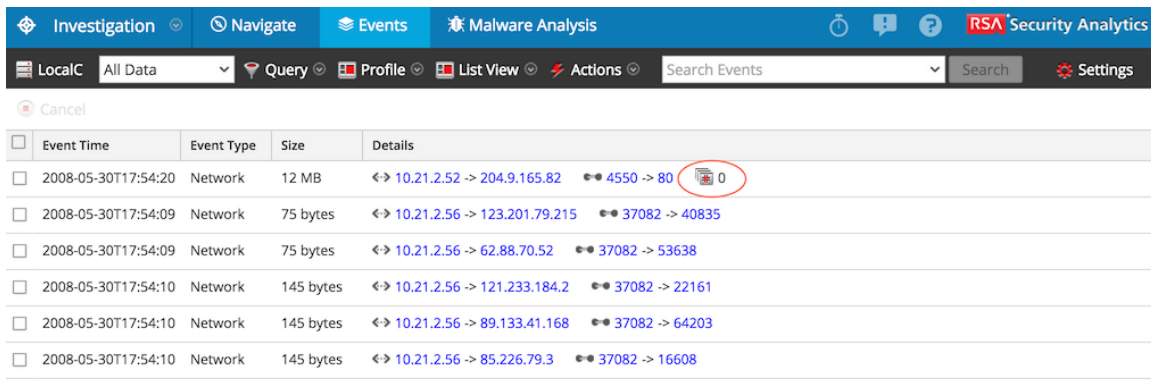 Investigation Navigate Events Malware Analysis RSA Security Analytics
LocalC All Data Query Profile List View Actions Search Events Search Settings
Cancel
Event Time Event Type Size Details
2008-05-30T17:54:20 Network 12 MB 10.21.2.52 -> 204.9.165.82 4550 -> 80 0
2008-05-30T17:54:09 Network 75 bytes 10.21.2.56 -> 123.201.79.215 37082 -> 40835
2008-05-30T17:54:09 Network 75 bytes 10.21.2.56 -> 62.88.70.52 37082 -> 53638
2008-05-30T17:54:10 Network 145 bytes 10.21.2.56 -> 121.233.184.2 37082 -> 22161
2008-05-30T17:54:10 Network 145 bytes 10.21.2.56 -> 89.133.41.168 37082 -> 64203
2008-05-30T17:54:10 Network 145 bytes 10.21.2.56 -> 85.226.79.3 37082 -> 16608